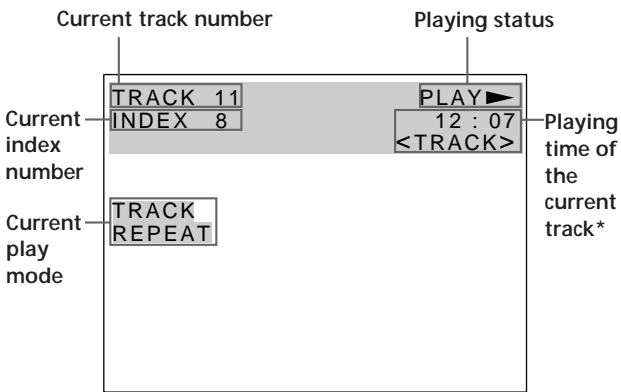 Current track number
Playing status
TRACK 11
PLAY►
INDEX 8
12 : 07
<TRACK>
Current
index
number
Playing
time of
the
current
track*
TRACK
REPEAT
Current
play
mode